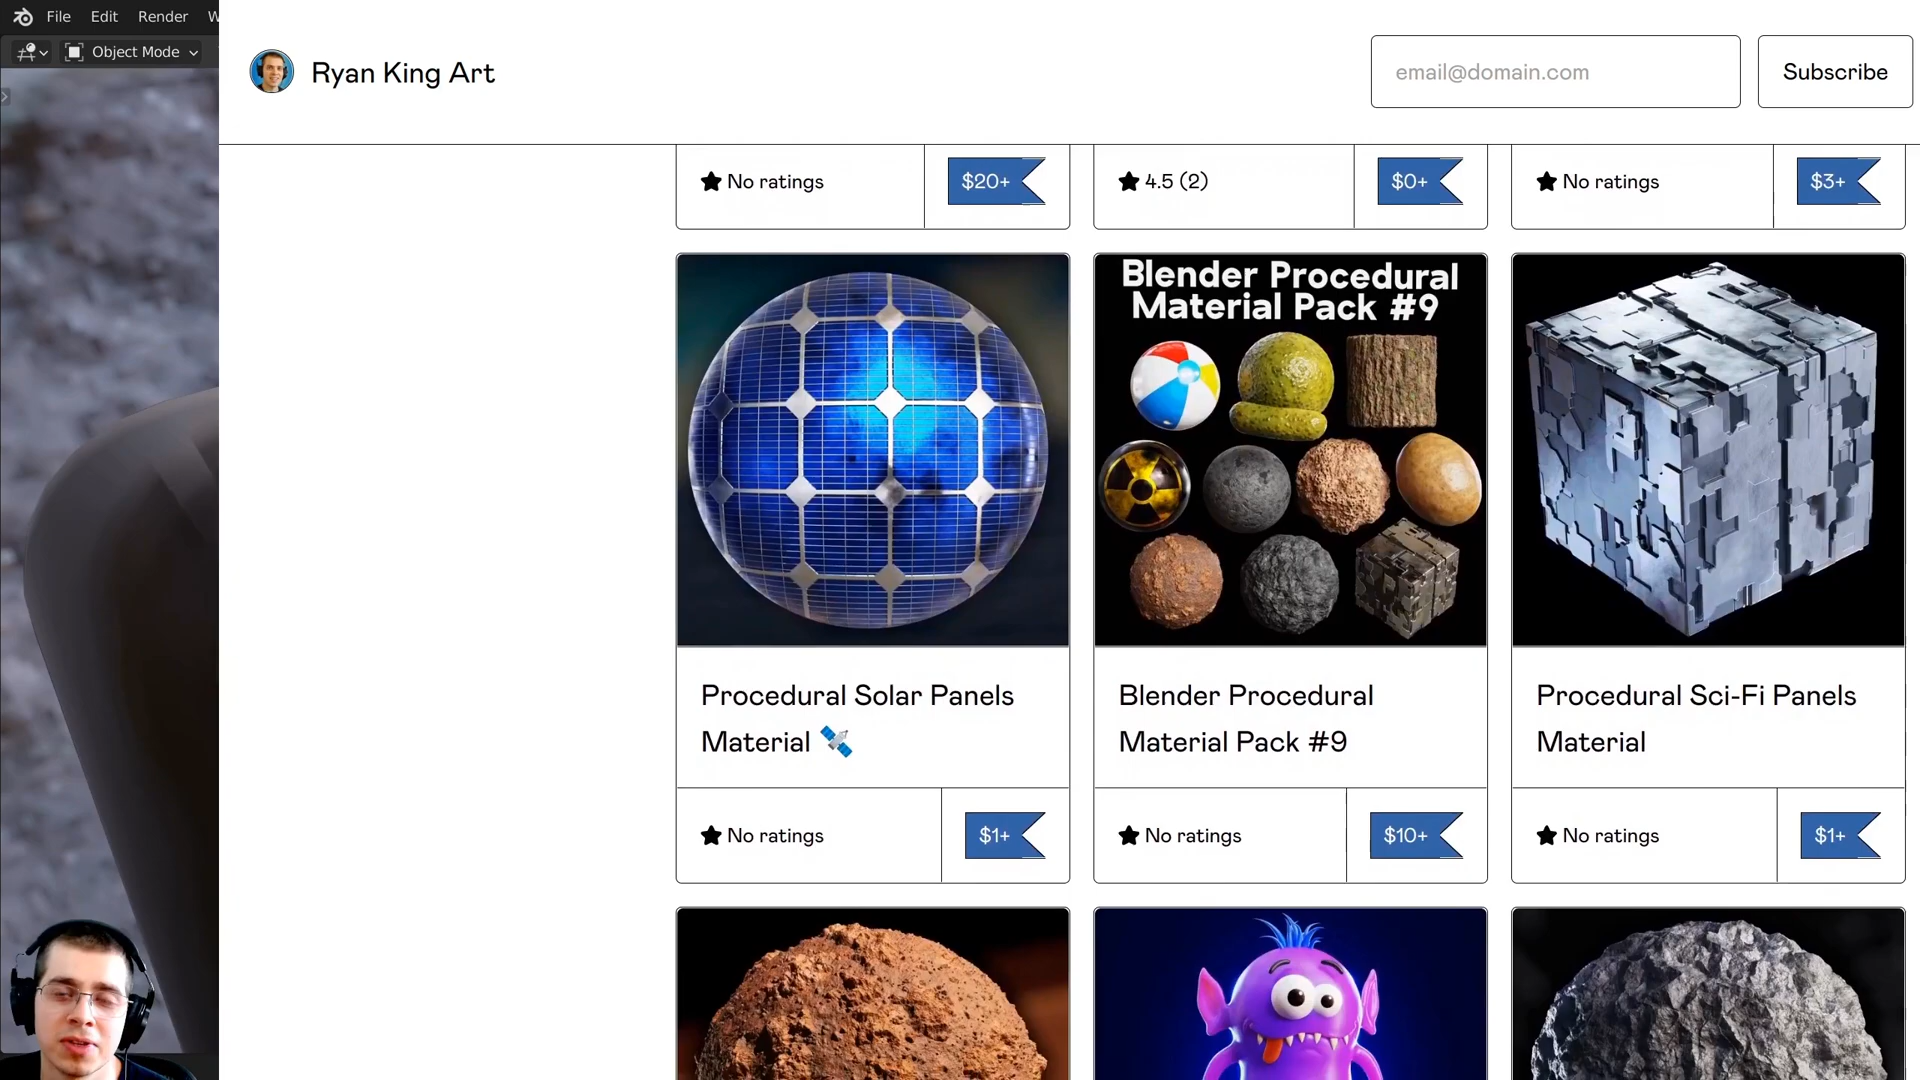 File Edit Render
Object Mode
Ryan King Art
email@domain.com
Subscribe
No ratings
$20+
4.5 (2)
$0+
No ratings
$3+
Blender Procedural
Material Pack #9
Procedural Solar Panels
Material
Blender Procedural
Material Pack #9
Procedural Sci-Fi Panels
Material
No ratings
$1+
No ratings
$10+
No ratings
$1+